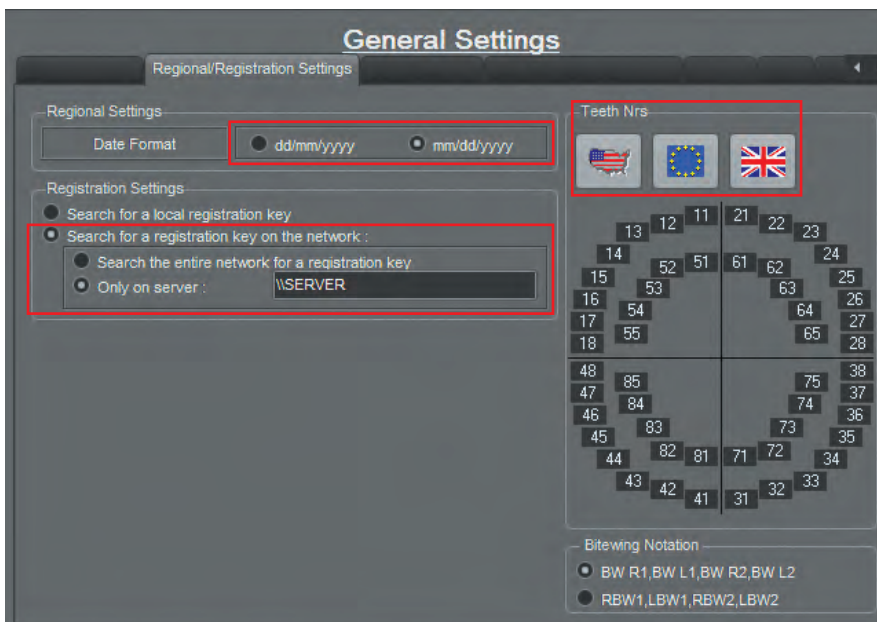 General Settings
Regional/Registration Settings
Regional Settings
Date Format
dd/mm/yyyy
mm/dd/yyyy
Registration Settings
Search for a local registration key
Search for a registration key on the network :
Search the entire network for a registration key
Only on server :
\\SERVER
Teeth Nrs
13 12 11 21 22 23
14 52 51 61 62 24
15 53 63 25
16 54 64 26
17 55 65 27
18 28
48 38
47 85 75 37
46 84 74 36
45 83 73 35
44 82 81 71 72 34
43 42 41 31 32 33
Bitewing Notation
BW R1,BW L1,BW R2,BW L2
RBW1,LBW1,RBW2,LBW2